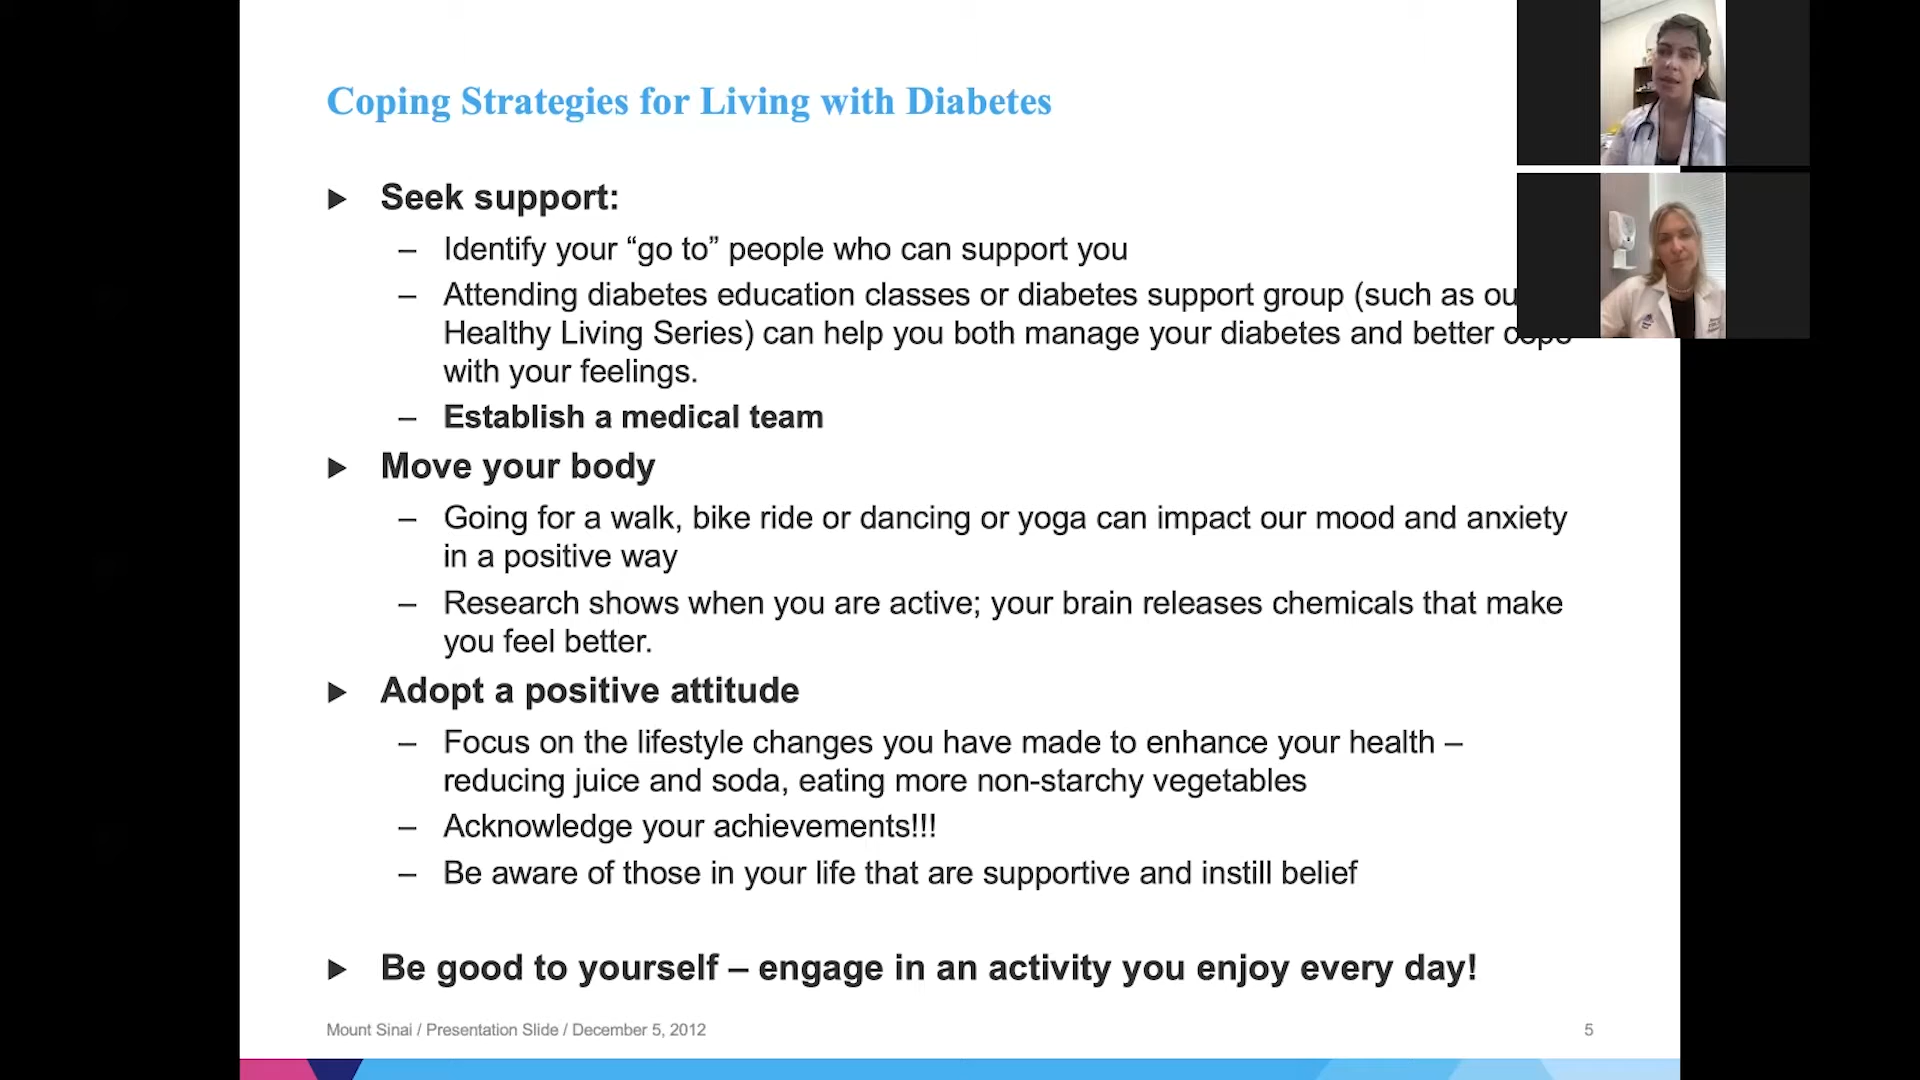 Coping Strategies for Living with Diabetes
Seek support:
– Identify your “go to” people who can support you
– Attending diabetes education classes or diabetes support group (such as ou
Healthy Living Series) can help you both manage your diabetes and better cope
with your feelings.
– Establish a medical team
Move your body
– Going for a walk, bike ride or dancing or yoga can impact our mood and anxiety
in a positive way
– Research shows when you are active; your brain releases chemicals that make
you feel better.
Adopt a positive attitude
– Focus on the lifestyle changes you have made to enhance your health –
reducing juice and soda, eating more non-starchy vegetables
– Acknowledge your achievements!!!
– Be aware of those in your life that are supportive and instill belief
Be good to yourself – engage in an activity you enjoy every day!
Mount Sinai / Presentation Slide / December 5, 2012
5